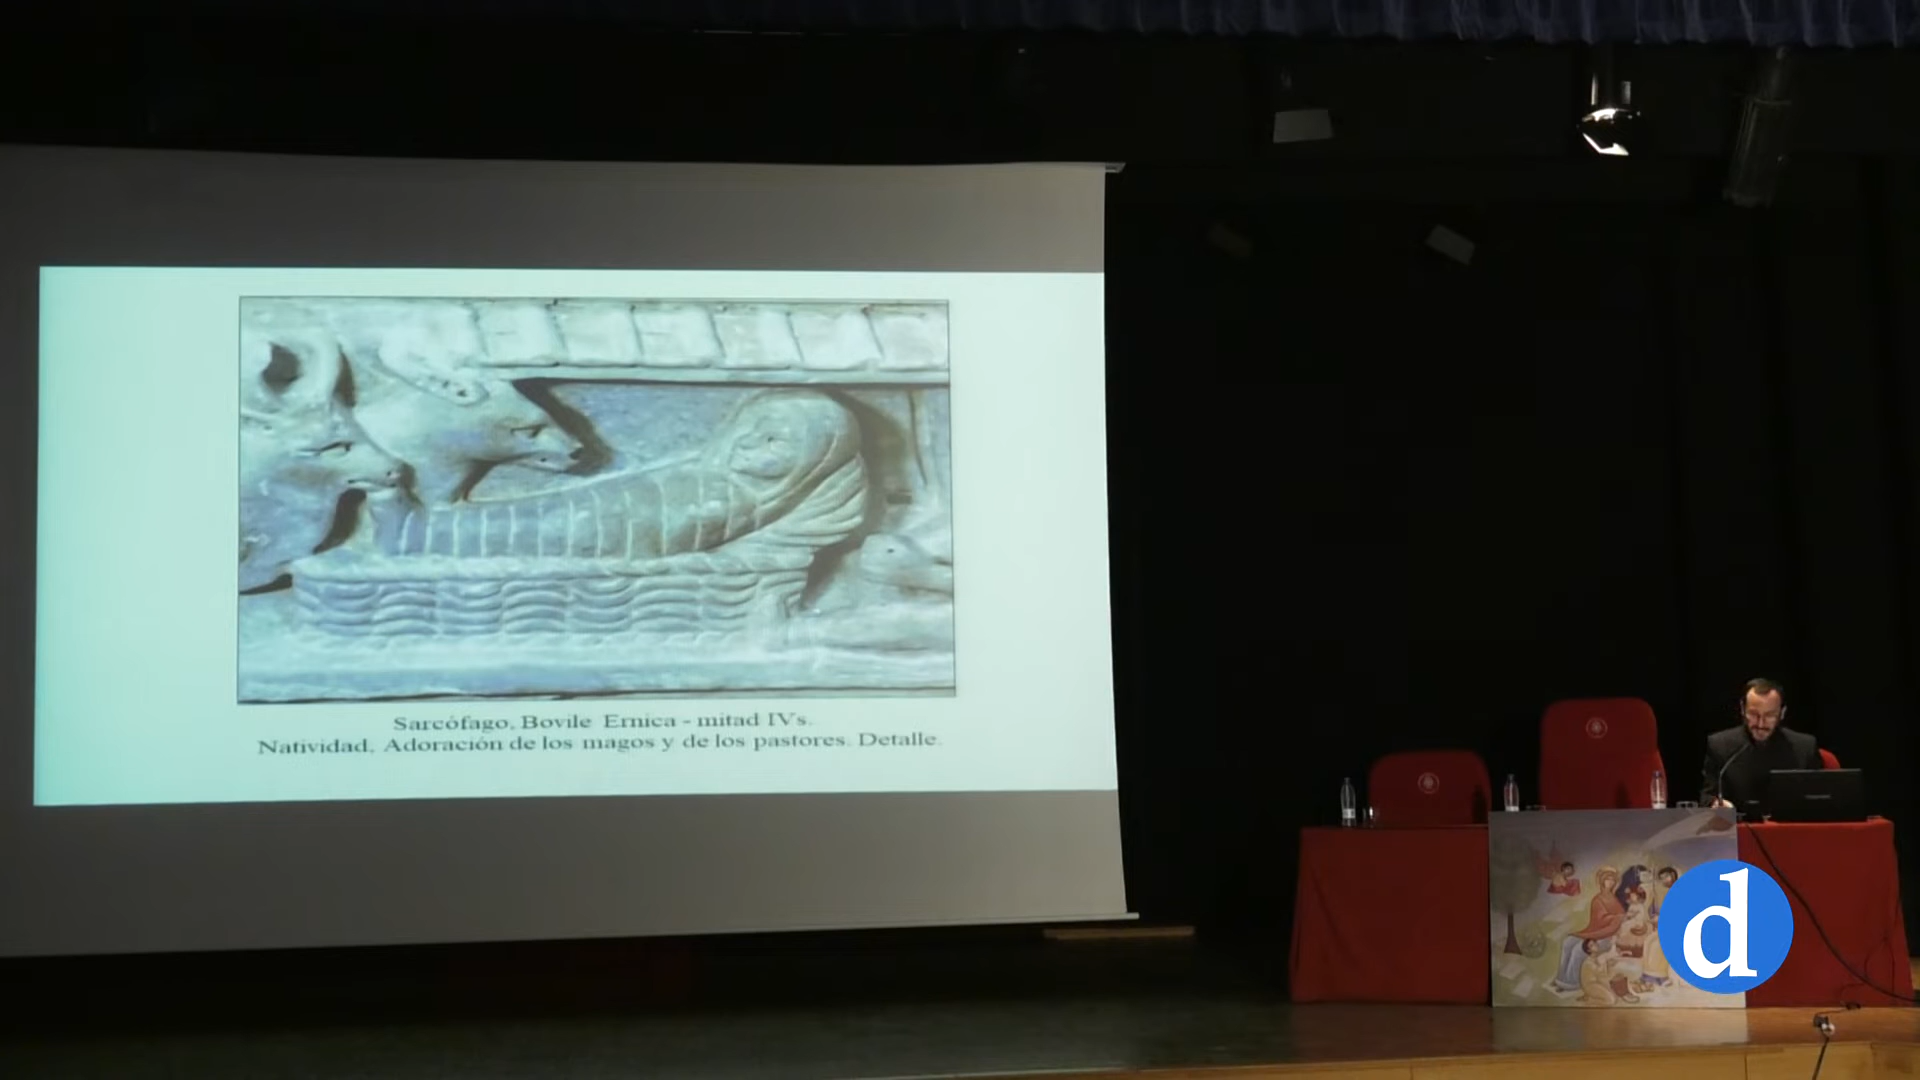 Sarcófago, Bovile Ernica - mitad IVs.
Natividad, Adoración de los magos y de los pastores. Detalle.
d